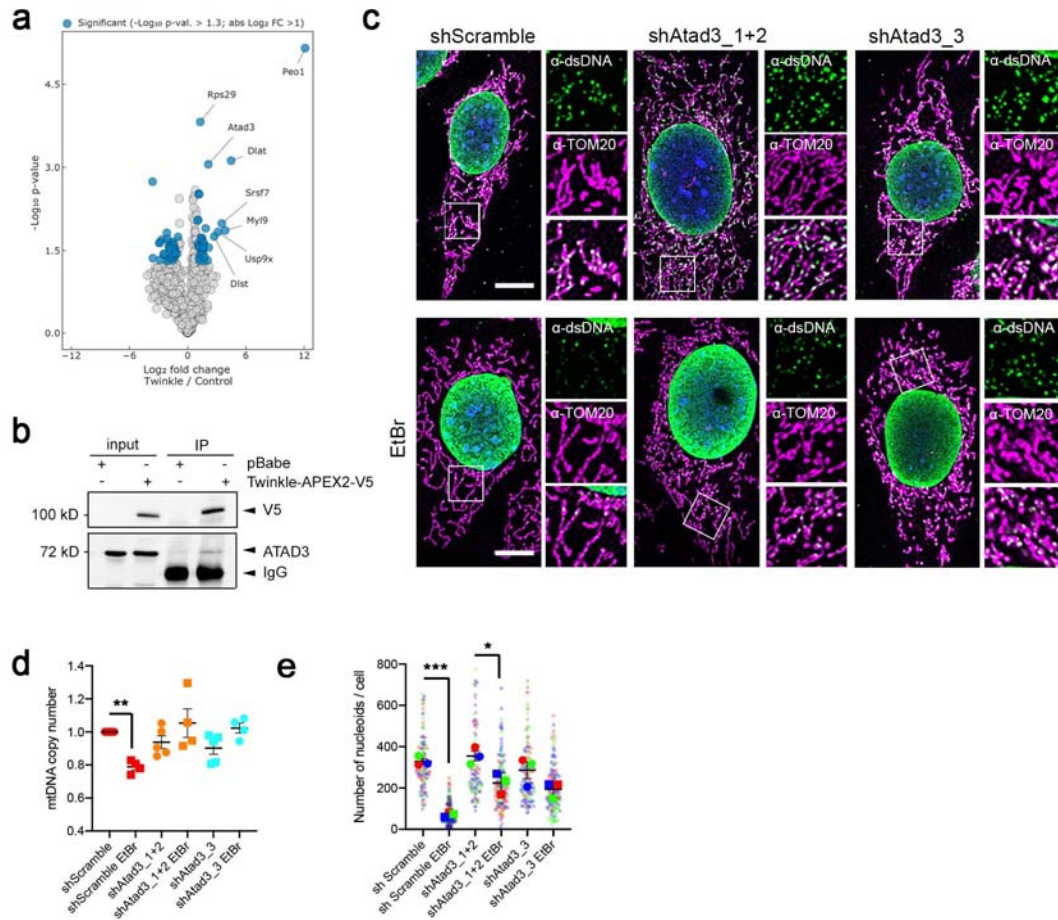 a
Significant (-Log₁₀ p-val. > 1.3; abs Log₂ FC >1)
-Log₁₀ p-value
4.5
3.0
1.5
0.0
-12
-6
0
6
12
Log₂ fold change
Twinkle / Control
Peo1
Rps29
Atad3
Dlat
Srsf7
Myl9
Usp9x
Dlst
b
input
IP
+ - + - pBabe
- + - + Twinkle-APEX2-V5
100 kD
V5
72 kD
ATAD3
IgG
c
shScramble
shAtad3_1+2
shAtad3_3
α-dsDNA
α-dsDNA
α-dsDNA
α-TOM20
α-TOM20
α-TOM20
EtBr
α-dsDNA
α-dsDNA
α-dsDNA
α-TOM20
α-TOM20
α-TOM20
d
mtDNA copy number
1.4
1.2
1.0
0.8
0.6
0.4
**
shScramble
shScramble EtBr
shAtad3_1+2
shAtad3_1+2 EtBr
shAtad3_3
shAtad3_3 EtBr
e
Number of nucleoids / cell
800
600
400
200
0
***
*
sh Scramble
sh Scramble EtBr
shAtad3_1+2
shAtad3_1+2 EtBr
shAtad3_3
shAtad3_3 EtBr